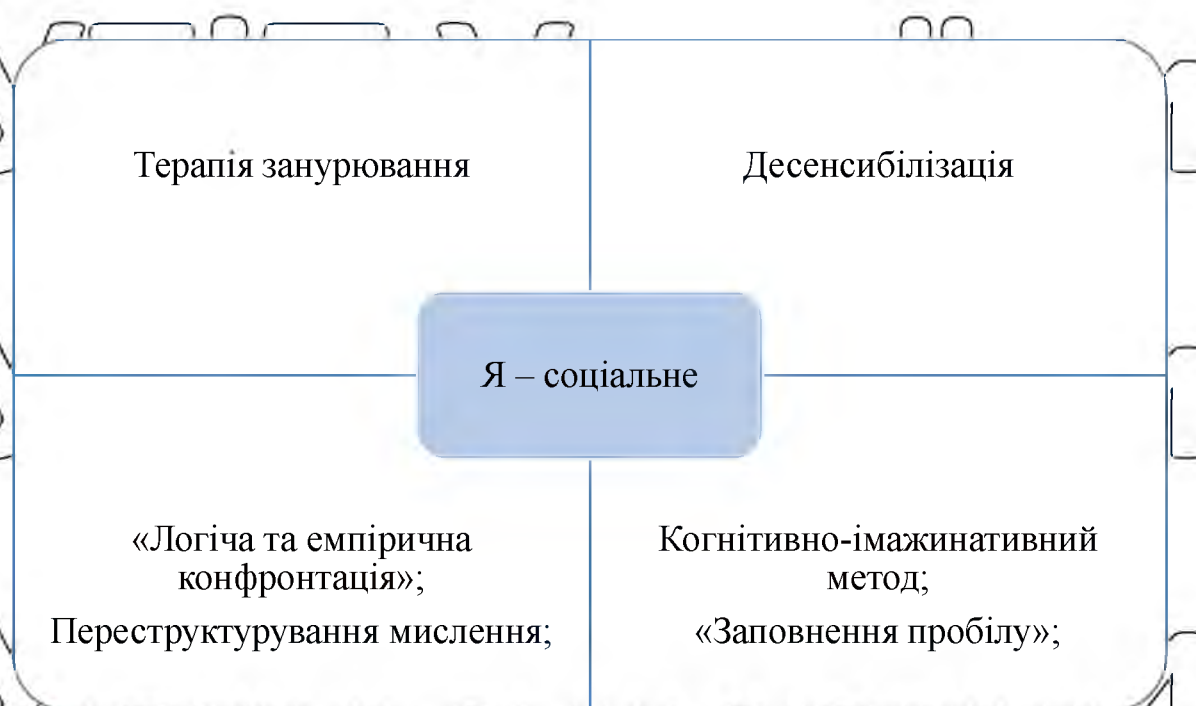 Терапія занурювання
Десенсибілізація
Я – соціальне
«Логіча та емпірична
конфронтація»;
Переструктурування мислення;
Когнітивно-імажинативний
метод;
«Заповнення пробілу»;